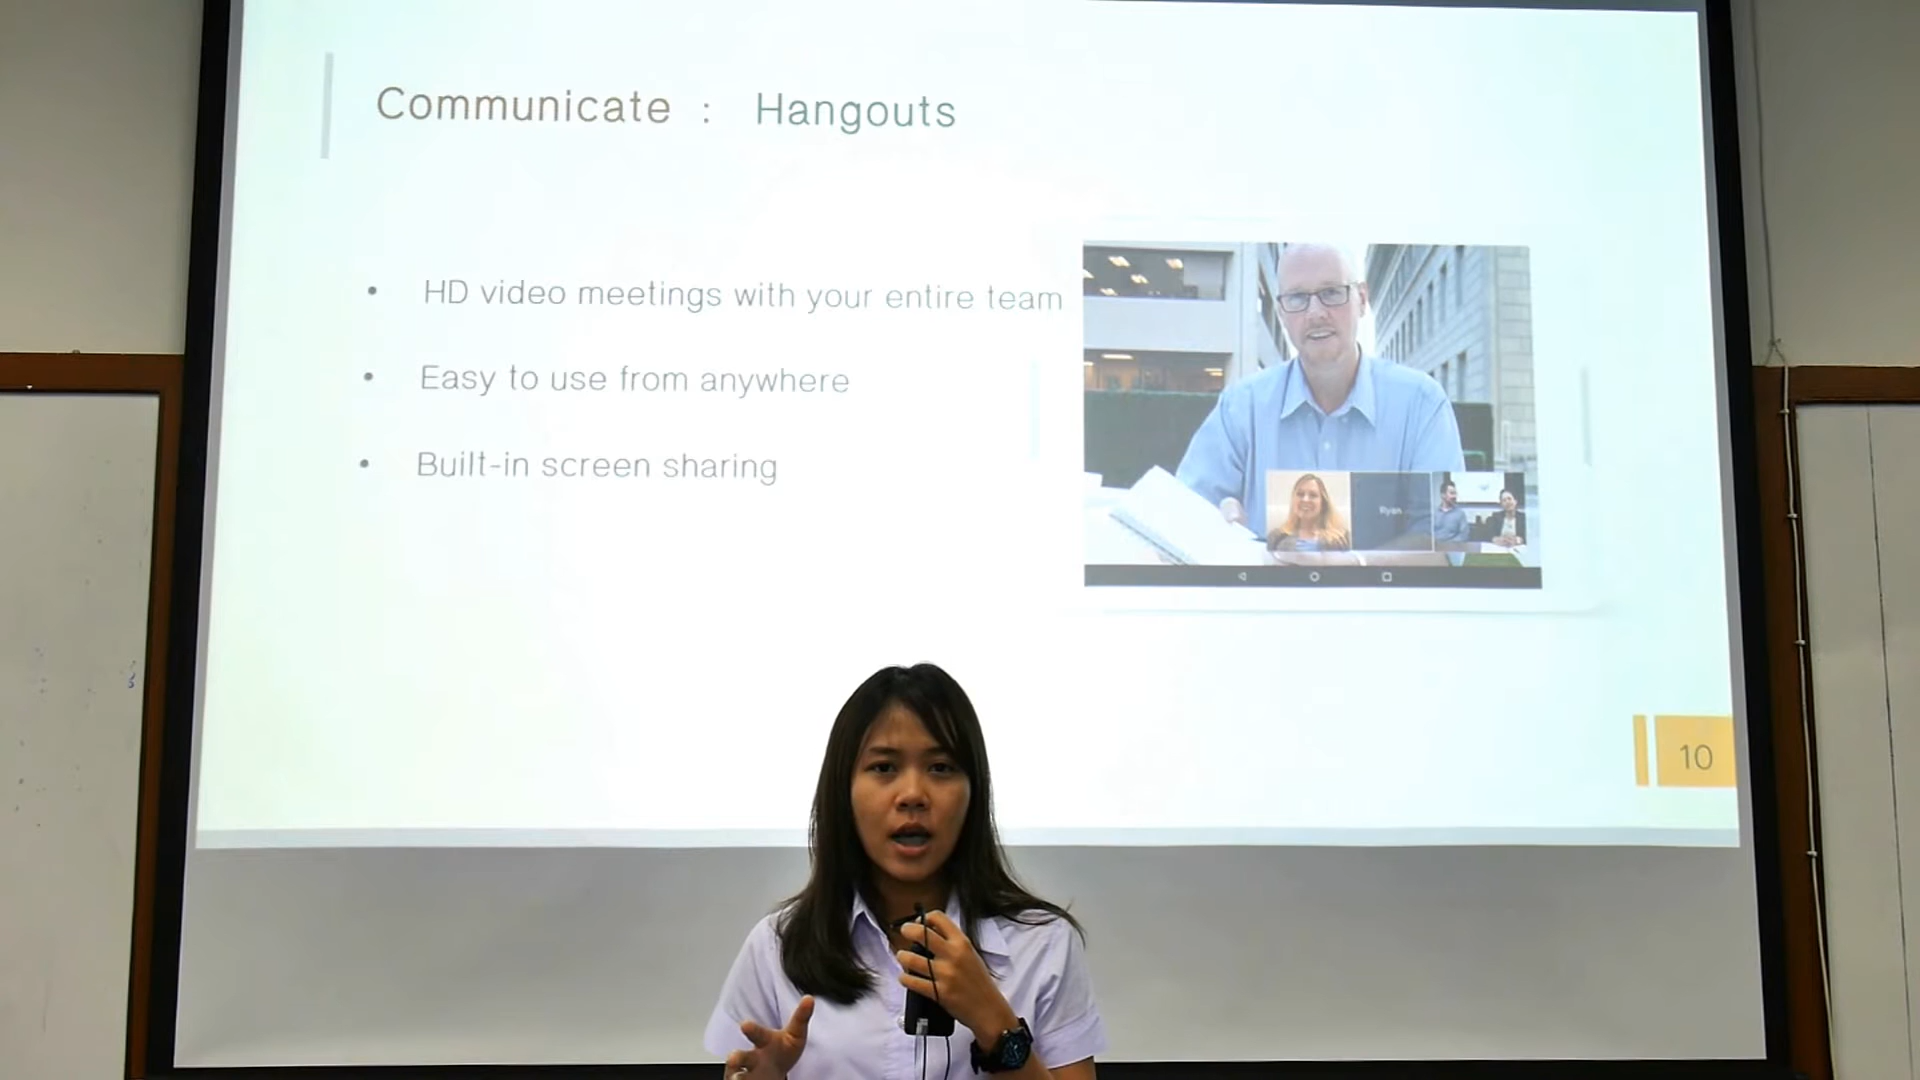 Communicate : Hangouts
• HD video meetings with your entire team
• Easy to use from anywhere
• Built-in screen sharing
Ryan
10